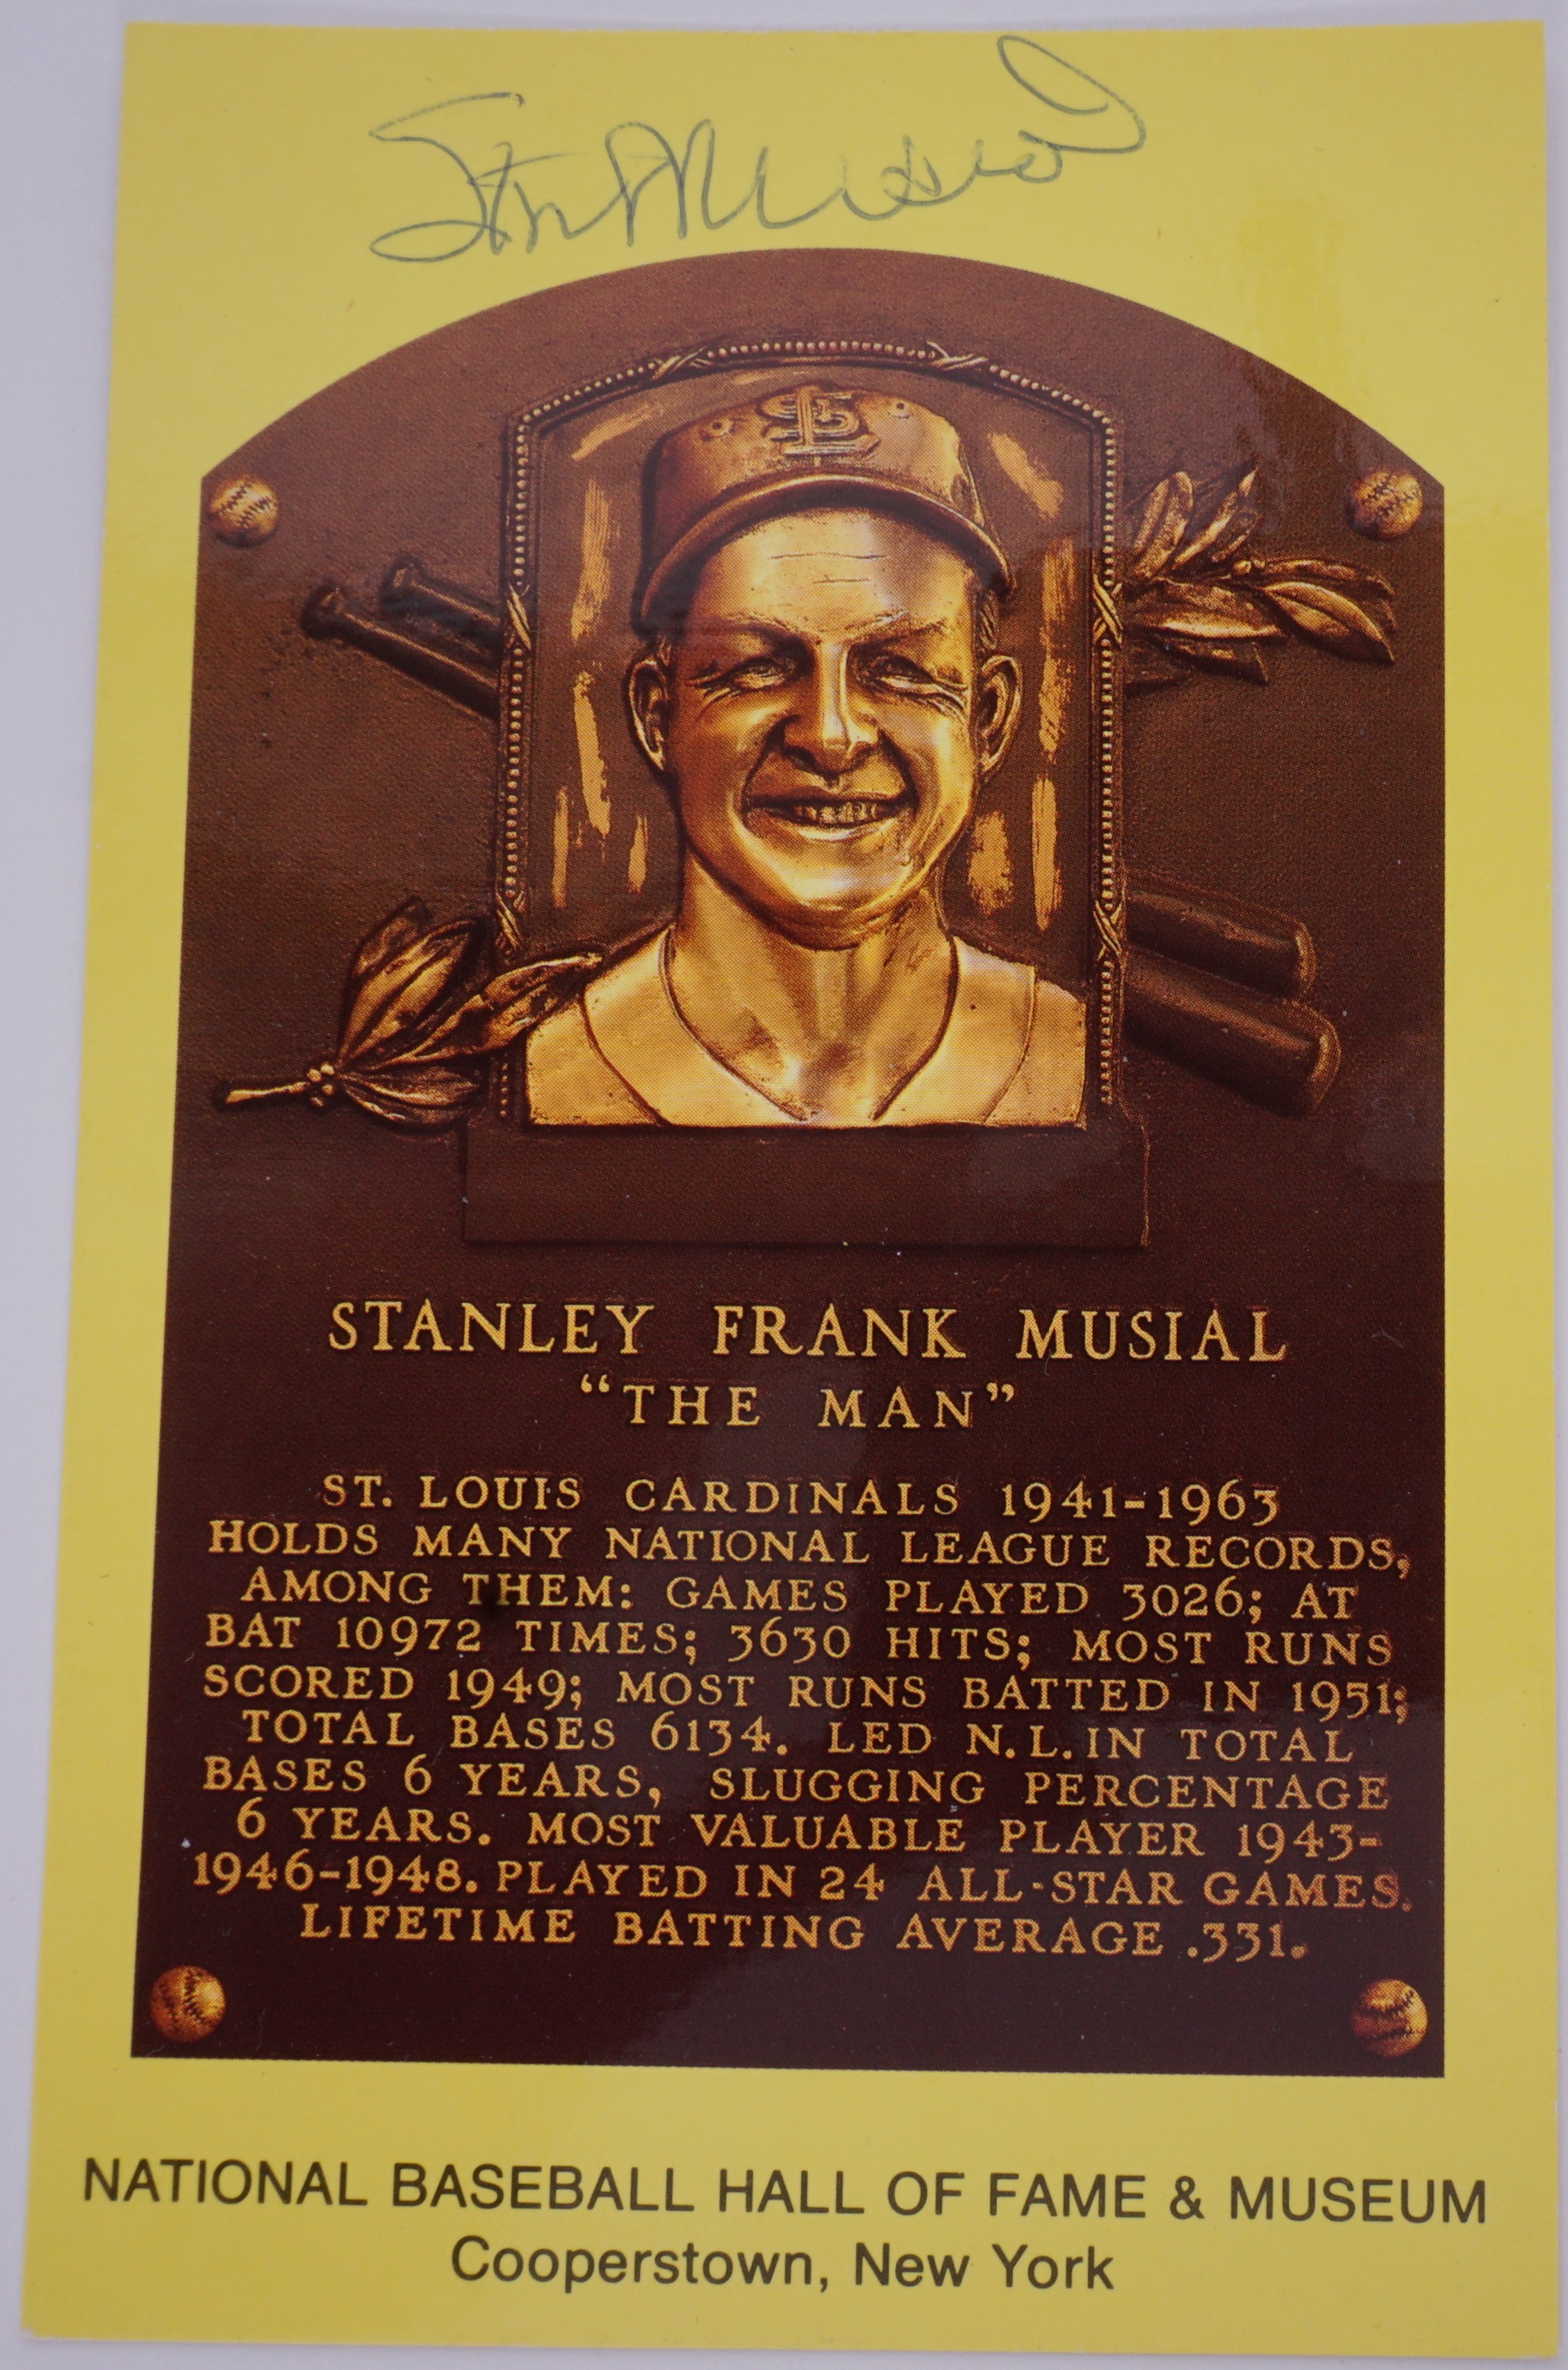 Stan Musial
STL
STANLEY FRANK MUSIAL
“THE MAN”
ST. LOUIS CARDINALS 1941-1963
HOLDS MANY NATIONAL LEAGUE RECORDS,
AMONG THEM: GAMES PLAYED 3026; AT
BAT 10972 TIMES; 3630 HITS; MOST RUNS
SCORED 1949; MOST RUNS BATTED IN 1951;
TOTAL BASES 6134. LED N.L. IN TOTAL
BASES 6 YEARS, SLUGGING PERCENTAGE
6 YEARS. MOST VALUABLE PLAYER 1943-
1946-1948. PLAYED IN 24 ALL-STAR GAMES.
LIFETIME BATTING AVERAGE .331.
NATIONAL BASEBALL HALL OF FAME & MUSEUM
Cooperstown, New York